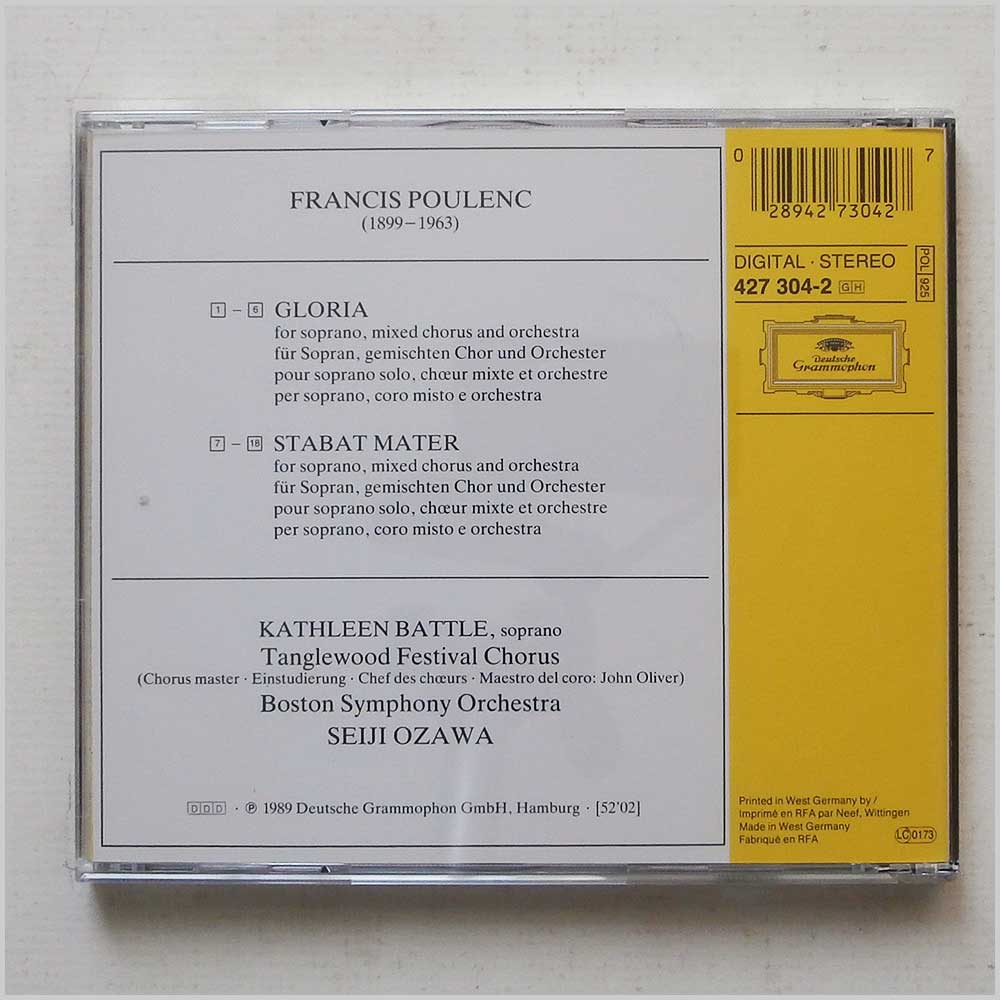 FRANCIS POULENC
(1899–1963)
1 – 6 GLORIA
for soprano, mixed chorus and orchestra
für Sopran, gemischten Chor und Orchester
pour soprano solo, chœur mixte et orchestre
per soprano, coro misto e orchestra
7 – 18 STABAT MATER
for soprano, mixed chorus and orchestra
für Sopran, gemischten Chor und Orchester
pour soprano solo, chœur mixte et orchestre
per soprano, coro misto e orchestra
KATHLEEN BATTLE, soprano
Tanglewood Festival Chorus
(Chorus master · Einstudierung · Chef des chœurs · Maestro del coro: John Oliver)
Boston Symphony Orchestra
SEIJI OZAWA
DDD · ℗ 1989 Deutsche Grammophon GmbH, Hamburg · [52'02]
0 7
28942 73042
DIGITAL · STEREO
427 304-2 GH
POL 925
Deutsche
Grammophon
Printed in West Germany by/
Imprimé en RFA par Neef, Wittingen
Made in West Germany
Fabriqué en RFA
LC 0173